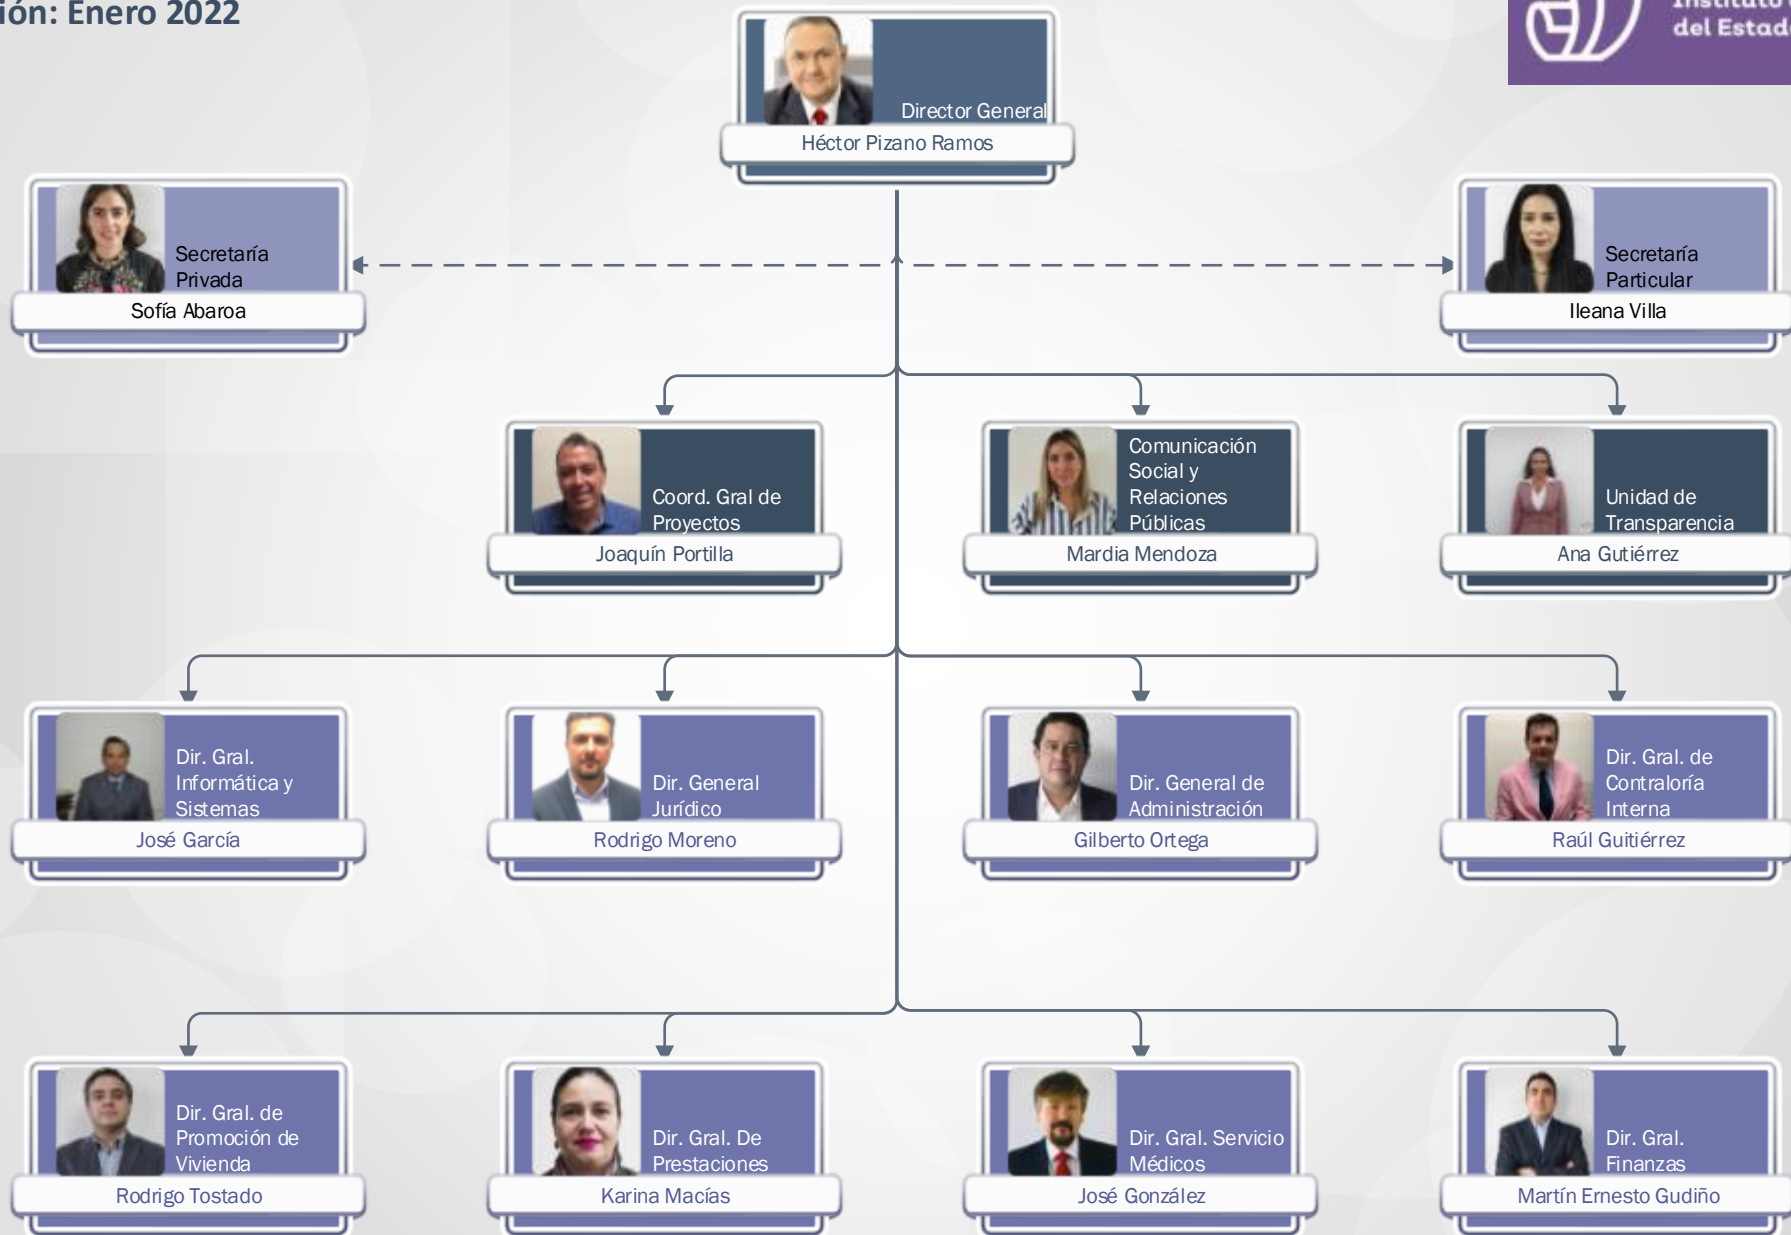 ión: Enero 2022
Instituto
del Estad
Director General
Héctor Pizano Ramos
Secretaría
Privada
Sofía Abaroa
Secretaría
Particular
Ileana Villa
Coord. Gral de
Proyectos
Joaquín Portilla
Comunicación
Social y
Relaciones
Públicas
Mardia Mendoza
Unidad de
Transparencia
Ana Gutiérrez
Dir. Gral.
Informática y
Sistemas
José García
Dir. General
Jurídico
Rodrigo Moreno
Dir. General de
Administración
Gilberto Ortega
Dir. Gral. de
Contraloría
Interna
Raúl Guitiérrez
Dir. Gral. de
Promoción de
Vivienda
Rodrigo Tostado
Dir. Gral. De
Prestaciones
Karina Macías
Dir. Gral. Servicio
Médicos
José González
Dir. Gral.
Finanzas
Martín Ernesto Gudiño